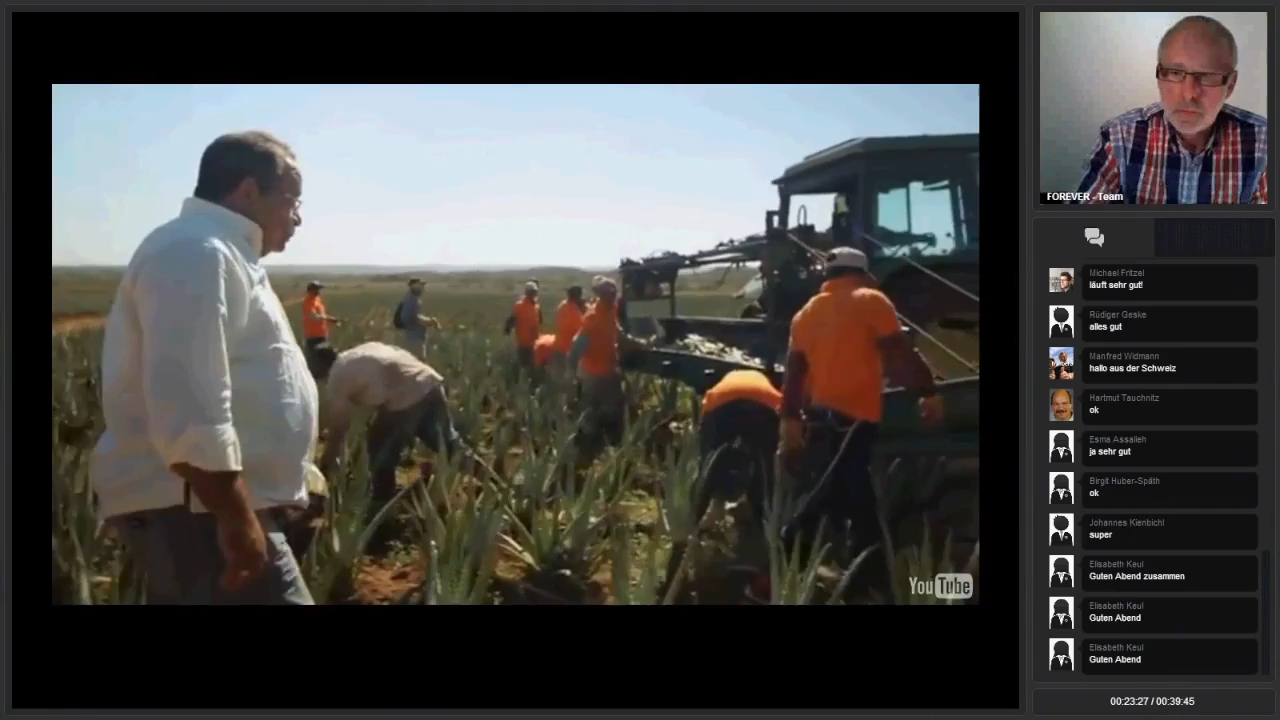 FOREVER - Team
Michael Fritzel
läuft sehr gut!
Rüdiger Geske
alles gut
Manfred Widmann
hallo aus der Schweiz
Hartmut Tauchnitz
ok
Esma Assaileh
ja sehr gut
Birgit Huber-Späth
ok
Johannes Kienbichl
super
Elisabeth Keul
Guten Abend zusammen
Elisabeth Keul
Guten Abend
Elisabeth Keul
Guten Abend
YouTube
00:23:27 / 00:39:45